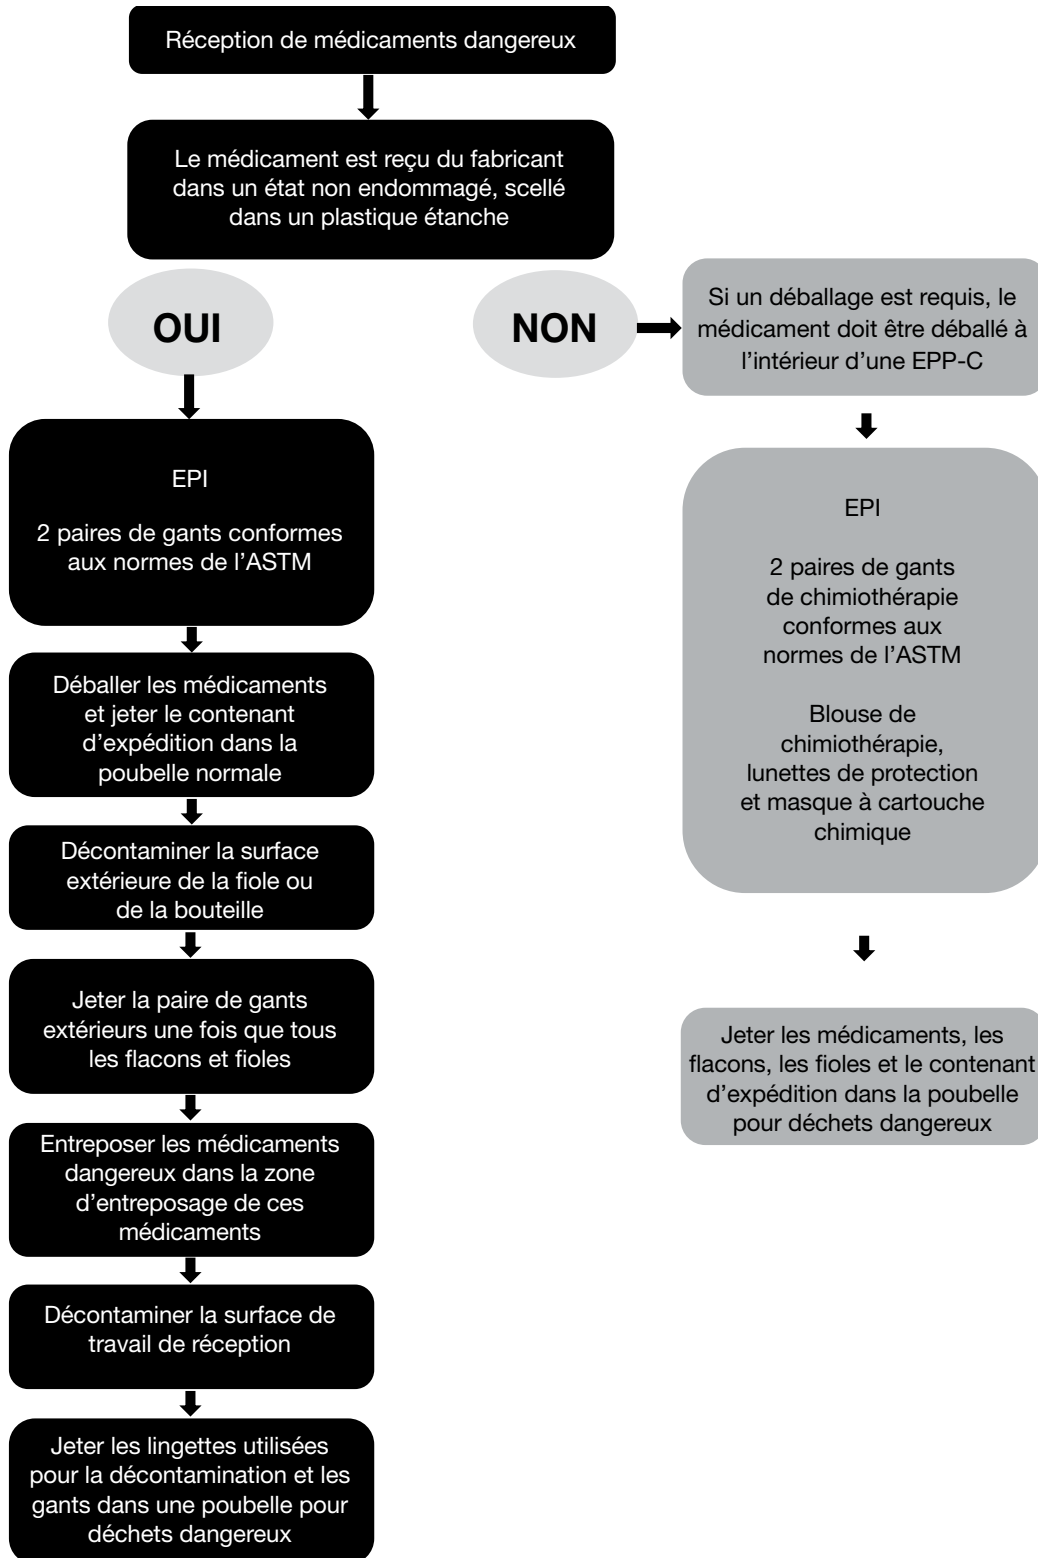 Réception de médicaments dangereux
Le médicament est reçu du fabricant
dans un état non endommagé, scellé
dans un plastique étanche
OUI
NON
Si un déballage est requis, le
médicament doit être déballé à
l'intérieur d'une EPP-C
EPI
2 paires de gants conformes
aux normes de l'ASTM
Déballer les médicaments
et jeter le contenant
d'expédition dans la
poubelle normale
Décontaminer la surface
extérieure de la fiole ou
de la bouteille
Jeter la paire de gants
extérieurs une fois que tous
les flacons et fioles
Entreposer les médicaments
dangereux dans la zone
d'entreposage de ces
médicaments
Décontaminer la surface de
travail de réception
Jeter les lingettes utilisées
pour la décontamination et les
gants dans une poubelle pour
déchets dangereux
EPI
2 paires de gants
de chimiothérapie
conformes aux
normes de l'ASTM
Blouse de
chimiothérapie,
lunettes de protection
et masque à cartouche
chimique
Jeter les médicaments, les
flacons, les fioles et le contenant
d'expédition dans la poubelle
pour déchets dangereux